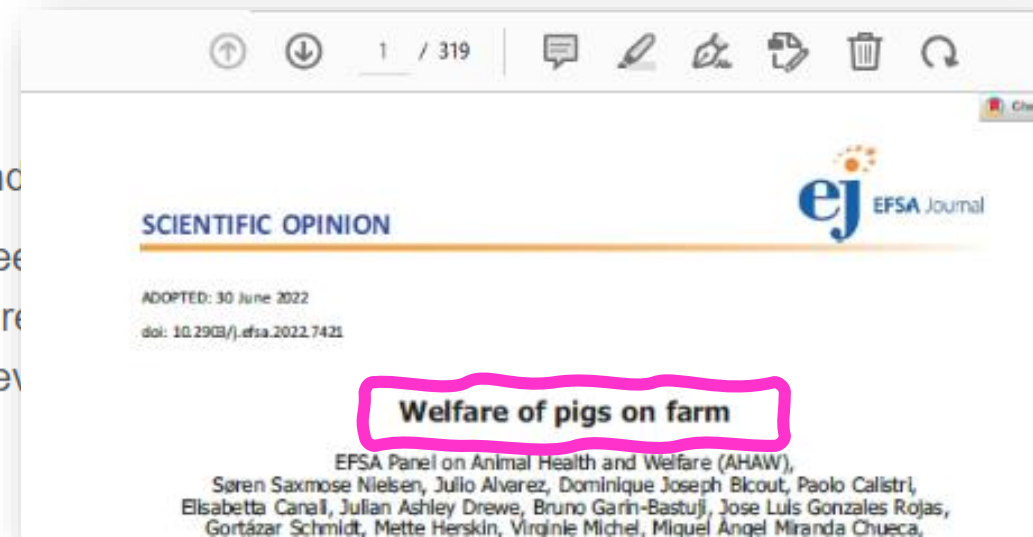 1 / 319
SCIENTIFIC OPINION
ej EFSA Journal
ADOPTED: 30 June 2022
doi: 10.2903/j.efsa.2022.7421
Welfare of pigs on farm
EFSA Panel on Animal Health and Welfare (AHAW),
Søren Saxmose Nielsen, Julio Alvarez, Dominique Joseph Bicout, Paolo Calistri,
Elisabetta Canali, Julian Ashley Drewe, Bruno Garin-Bastuji, Jose Luis Gonzales Rojas,
Gortázar Schmidt, Mette Herskin, Virginie Michel, Miguel Ángel Miranda Chueca,